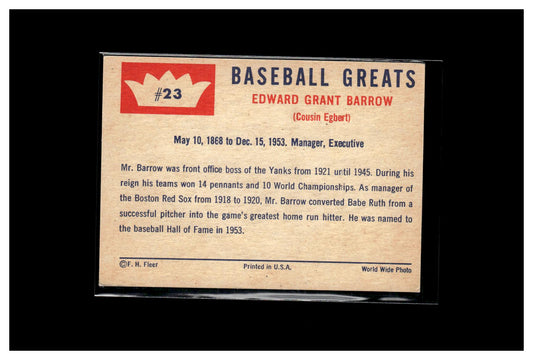 #23
BASEBALL GREATS
EDWARD GRANT BARROW
(Cousin Egbert)
May 10, 1868 to Dec. 15, 1953. Manager, Executive
Mr. Barrow was front office boss of the Yanks from 1921 until 1945. During his
reign his teams won 14 pennants and 10 World Championships. As manager of
the Boston Red Sox from 1918 to 1920, Mr. Barrow converted Babe Ruth from a
successful pitcher into the game's greatest home run hitter. He was named to
the baseball Hall of Fame in 1953.
©F. H. Fleer Printed in U.S.A. World Wide Photo